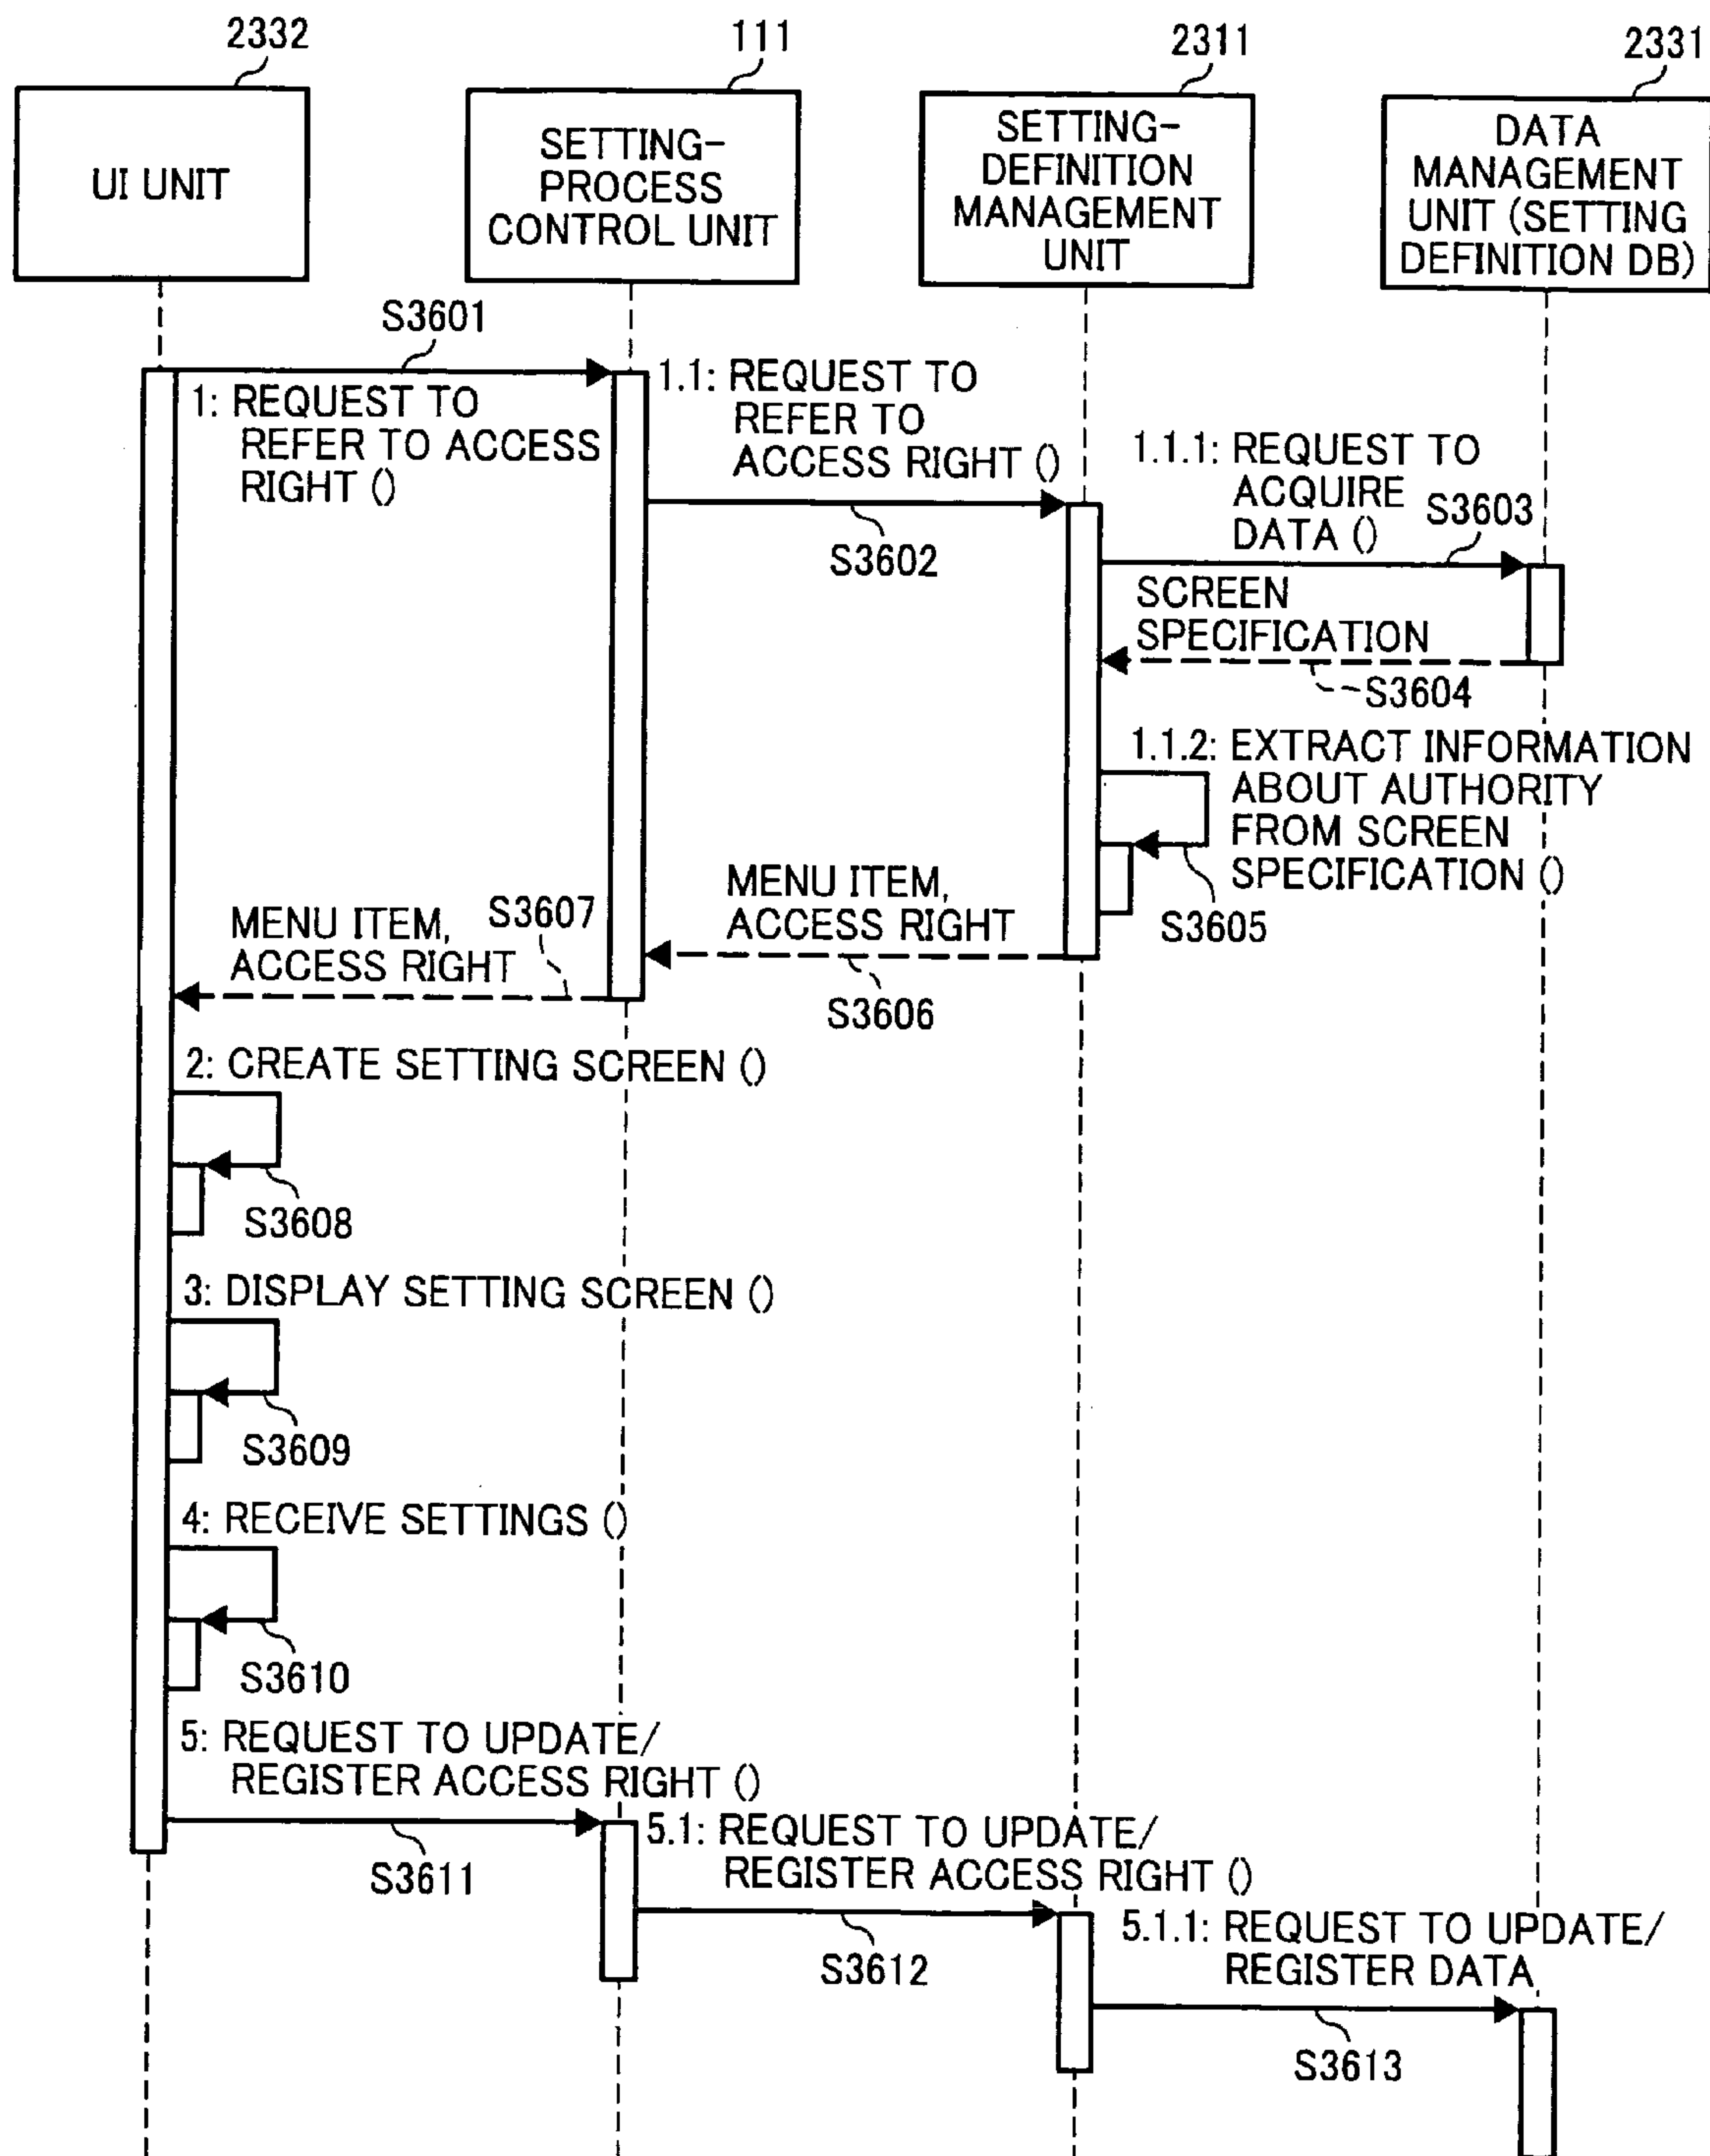 2332
111
2311
2331
UI UNIT
SETTING-
PROCESS
CONTROL UNIT
SETTING-
DEFINITION
MANAGEMENT
UNIT
DATA
MANAGEMENT
UNIT (SETTING
DEFINITION DB)
S3601
1: REQUEST TO
REFER TO ACCESS
RIGHT ()
1.1: REQUEST TO
REFER TO
ACCESS RIGHT ()
S3602
1.1.1: REQUEST TO
ACQUIRE
DATA ()
S3603
SCREEN
SPECIFICATION
S3604
1.1.2: EXTRACT INFORMATION
ABOUT AUTHORITY
FROM SCREEN
SPECIFICATION ()
S3605
MENU ITEM,
ACCESS RIGHT
S3606
MENU ITEM,
ACCESS RIGHT
S3607
2: CREATE SETTING SCREEN ()
S3608
3: DISPLAY SETTING SCREEN ()
S3609
4: RECEIVE SETTINGS ()
S3610
5: REQUEST TO UPDATE/
REGISTER ACCESS RIGHT ()
S3611
5.1: REQUEST TO UPDATE/
REGISTER ACCESS RIGHT ()
S3612
5.1.1: REQUEST TO UPDATE/
REGISTER DATA
S3613